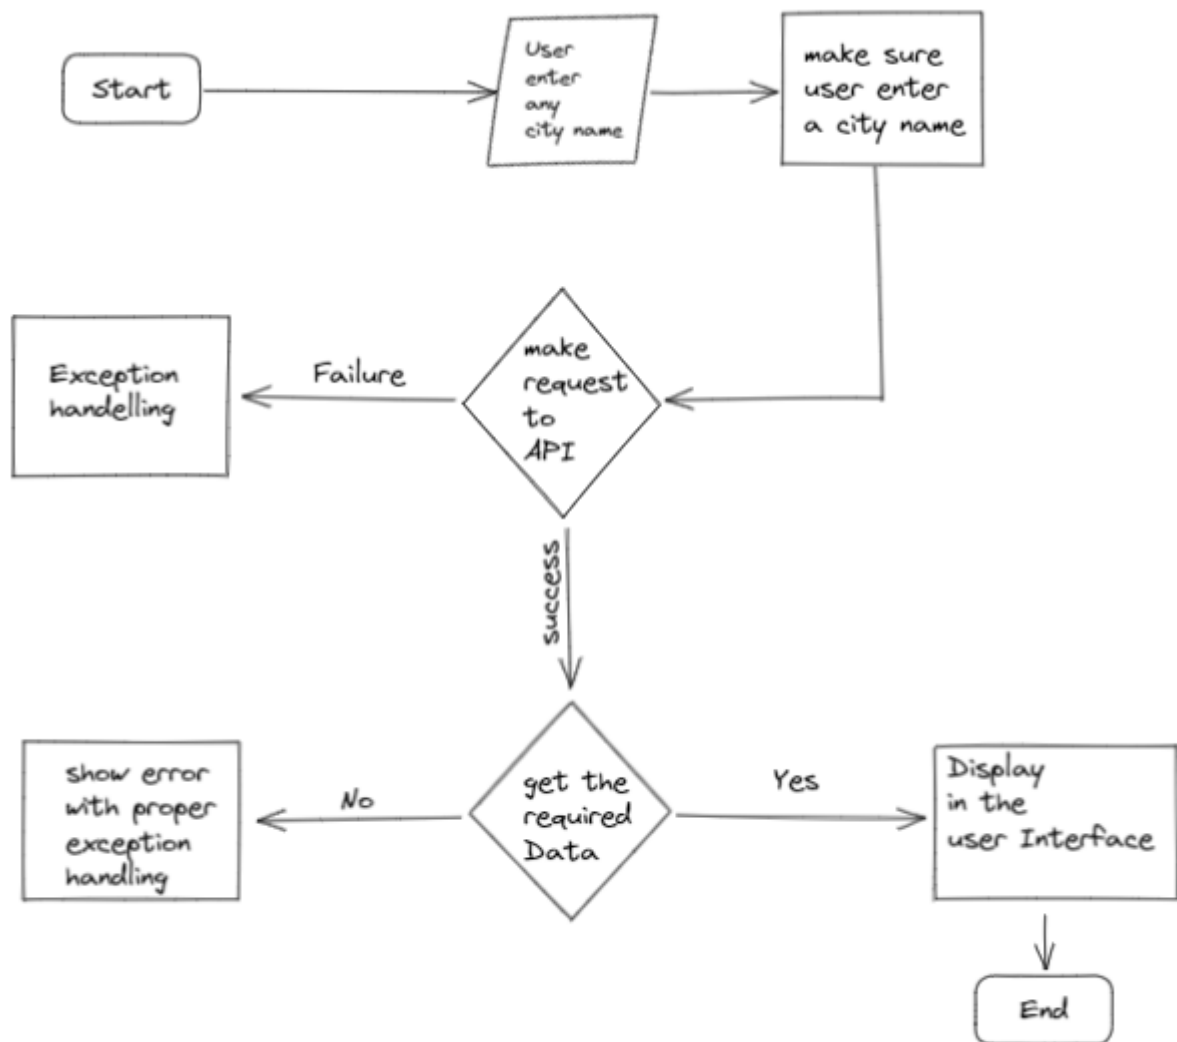 Start
User
enter
any
city name
make sure
user enter
a city name
Exception
handelling
Failure
make
request
to
API
success
show error
with proper
exception
handling
No
get the
required
Data
Yes
Display
in the
user Interface
End